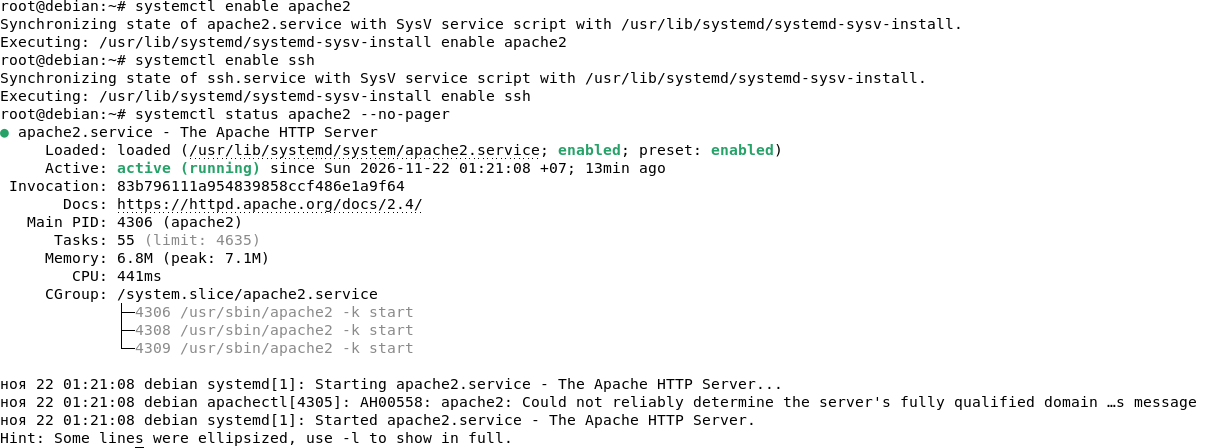 root@debian:~# systemctl enable apache2
Synchronizing state of apache2.service with SysV service script with /usr/lib/systemd/systemd-sysv-install.
Executing: /usr/lib/systemd/systemd-sysv-install enable apache2
root@debian:~# systemctl enable ssh
Synchronizing state of ssh.service with SysV service script with /usr/lib/systemd/systemd-sysv-install.
Executing: /usr/lib/systemd/systemd-sysv-install enable ssh
root@debian:~# systemctl status apache2 --no-pager
● apache2.service - The Apache HTTP Server
     Loaded: loaded (/usr/lib/systemd/system/apache2.service; enabled; preset: enabled)
     Active: active (running) since Sun 2026-11-22 01:21:08 +07; 13min ago
 Invocation: 83b796111a954839858ccf486e1a9f64
       Docs: https://httpd.apache.org/docs/2.4/
   Main PID: 4306 (apache2)
      Tasks: 55 (limit: 4635)
     Memory: 6.8M (peak: 7.1M)
        CPU: 441ms
     CGroup: /system.slice/apache2.service
             ├─4306 /usr/sbin/apache2 -k start
             ├─4308 /usr/sbin/apache2 -k start
             └─4309 /usr/sbin/apache2 -k start

ноя 22 01:21:08 debian systemd[1]: Starting apache2.service - The Apache HTTP Server...
ноя 22 01:21:08 debian apachectl[4305]: AH00558: apache2: Could not reliably determine the server's fully qualified domain …s message
ноя 22 01:21:08 debian systemd[1]: Started apache2.service - The Apache HTTP Server.
Hint: Some lines were ellipsized, use -l to show in full.